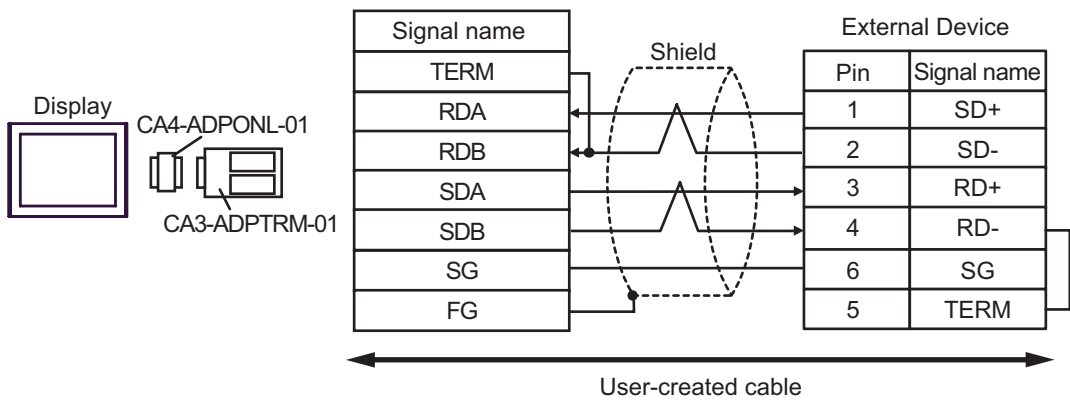 Display
CA4-ADPONL-01
CA3-ADPTRM-01
Signal name
TERM
RDA
RDB
SDA
SDB
SG
FG
Shield
External Device
Pin Signal name
1 SD+
2 SD-
3 RD+
4 RD-
6 SG
5 TERM
User-created cable